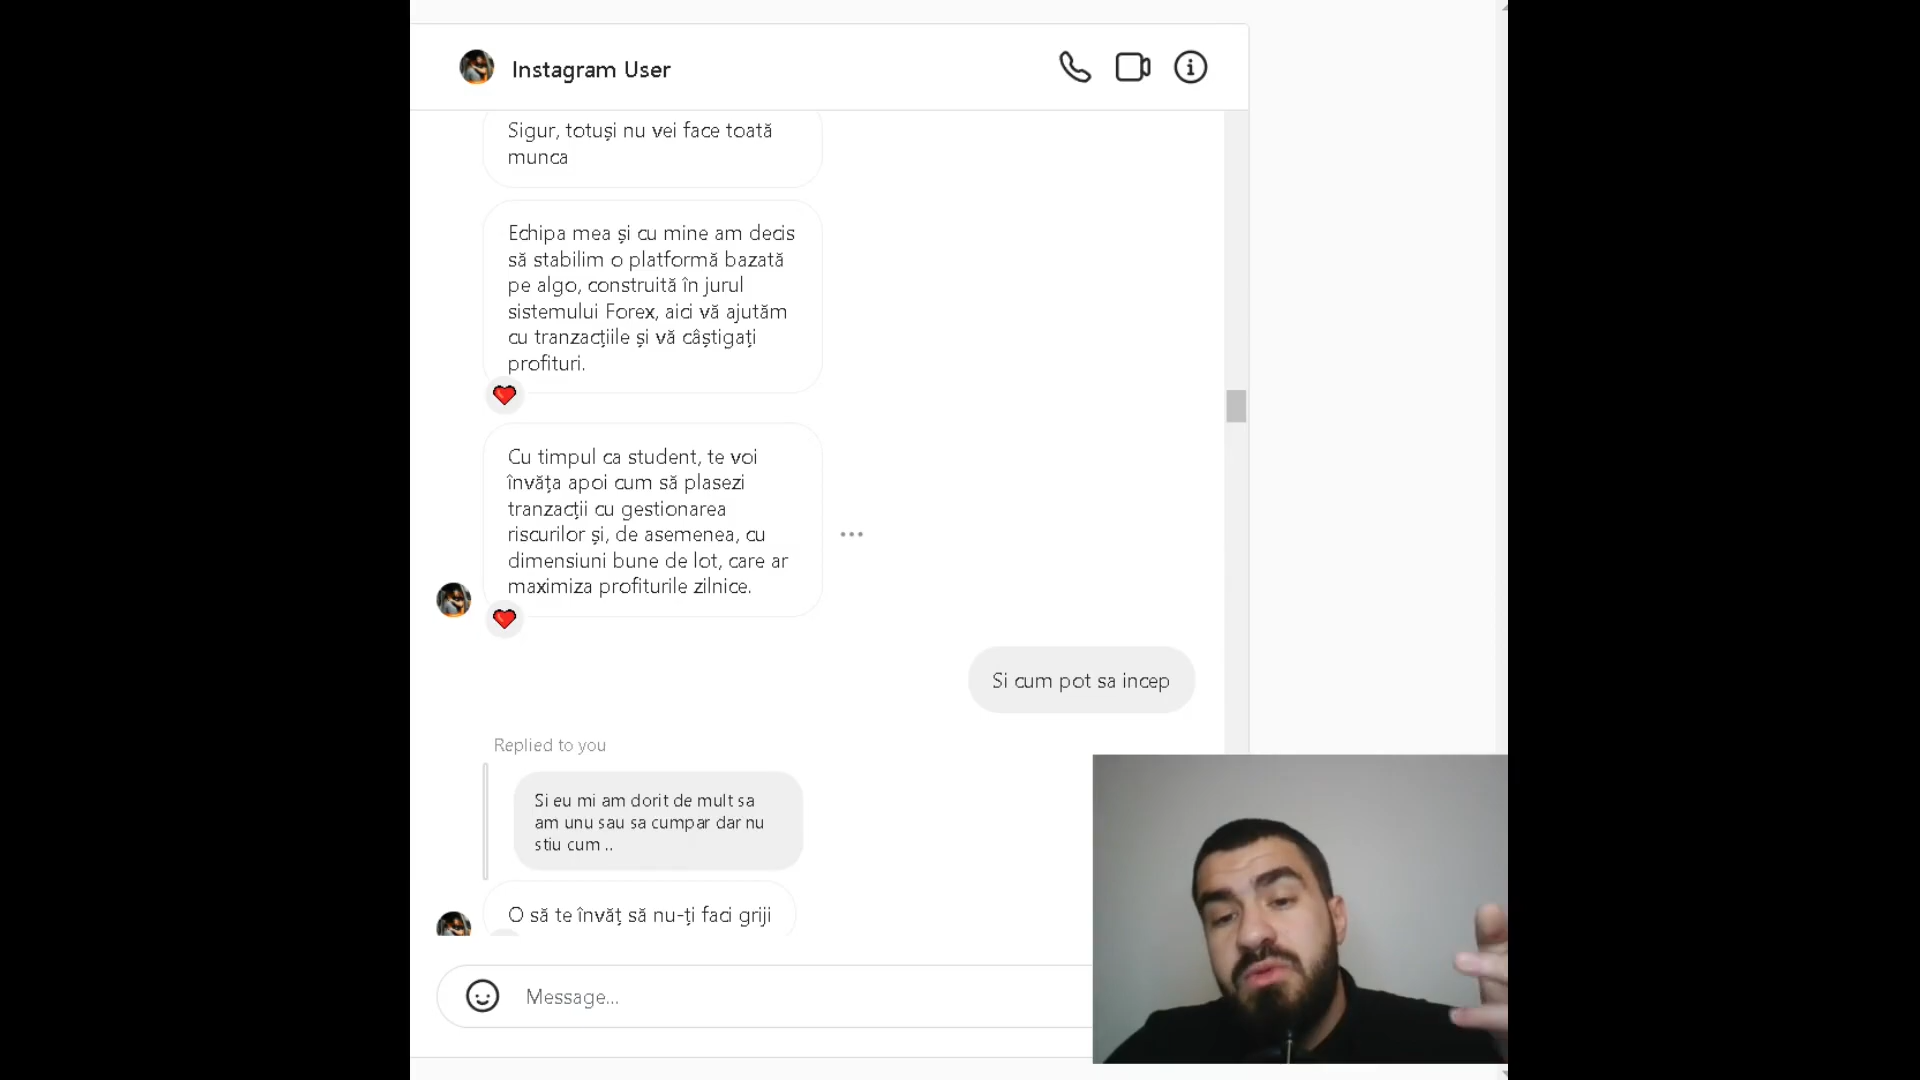 Instagram User
Sigur, totuși nu vei face toată
munca
Echipa mea și cu mine am decis
să stabilim o platformă bazată
pe algo, construită în jurul
sistemului Forex, aici vă ajutăm
cu tranzacțiile și vă câștigați
profituri.
Cu timpul ca student, te voi
învăța apoi cum să plasezi
tranzacții cu gestionarea
riscurilor și, de asemenea, cu
dimensiuni bune de lot, care ar
maximiza profiturile zilnice.
Si cum pot sa incep
Replied to you
Si eu mi am dorit de mult sa
am unu sau sa cumpar dar nu
stiu cum ..
O să te învăț să nu-ți faci griji
Message...